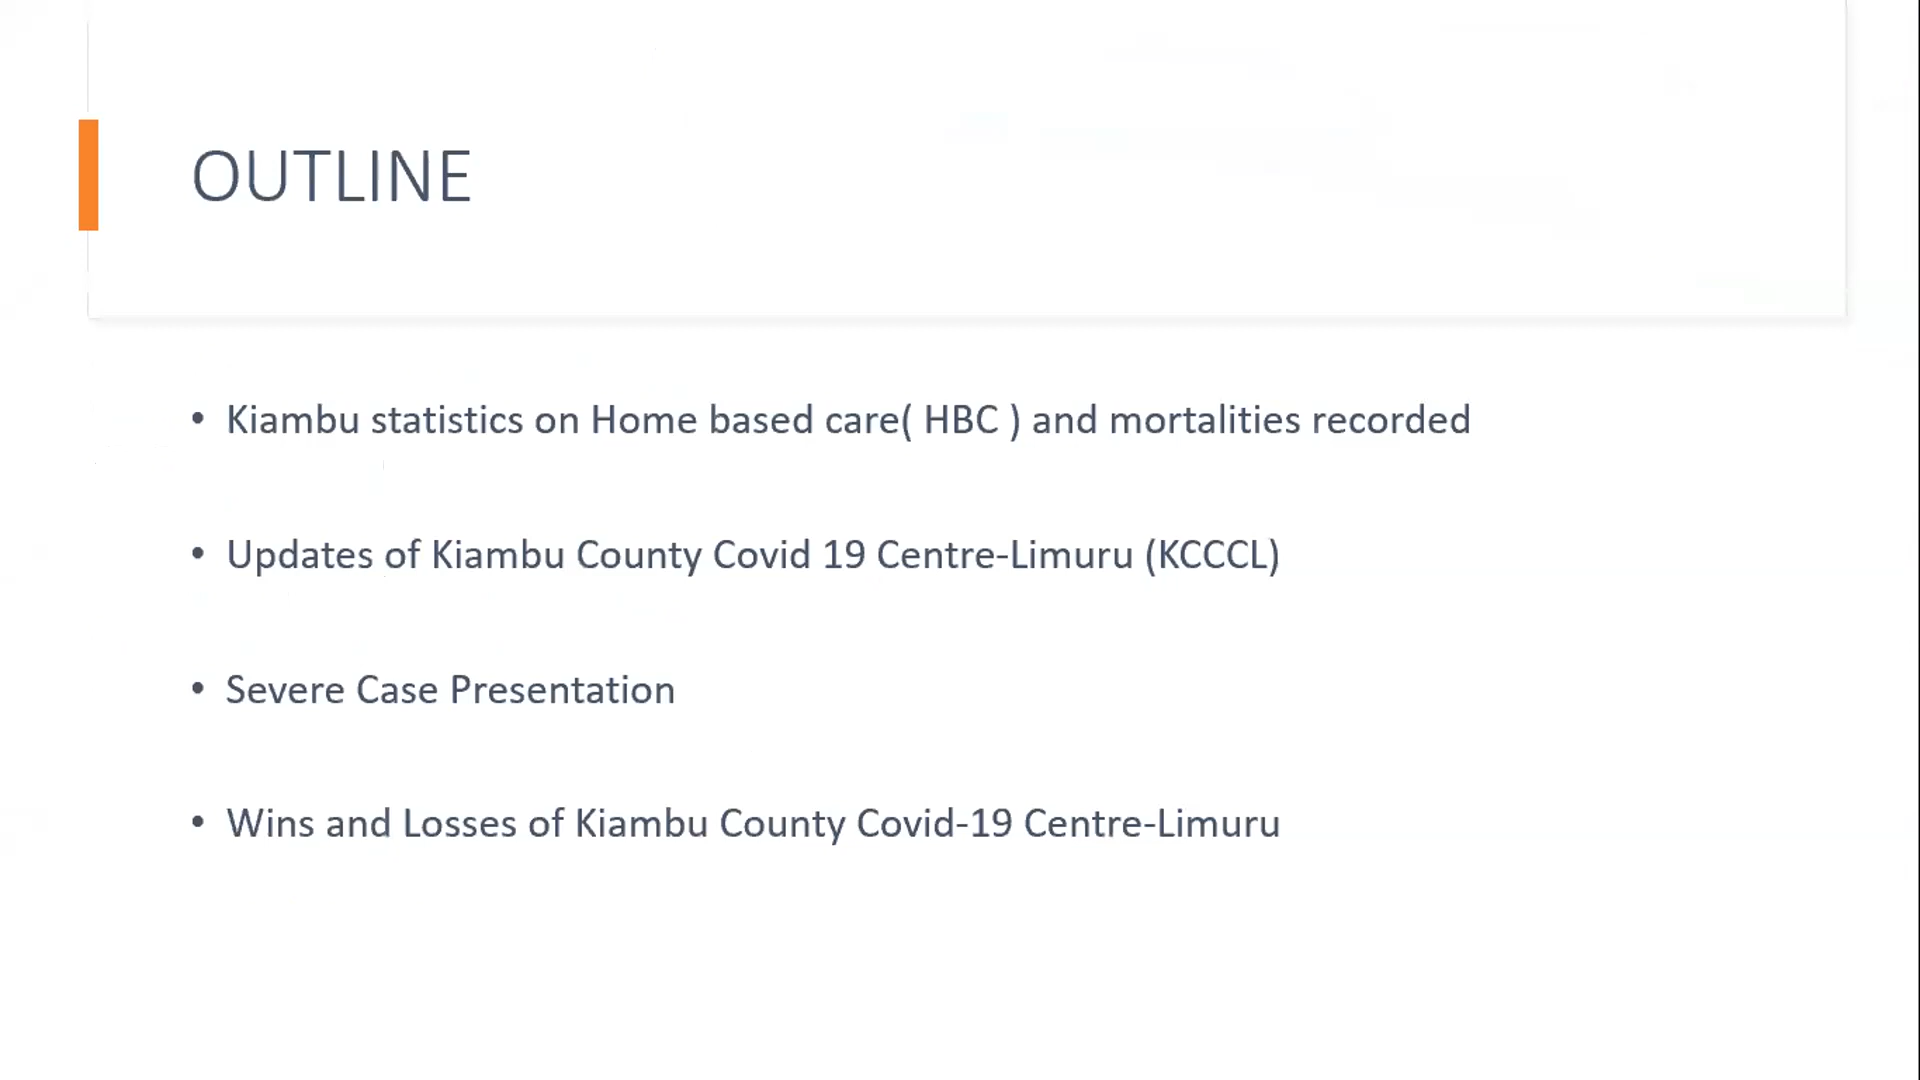 OUTLINE
• Kiambu statistics on Home based care( HBC ) and mortalities recorded
• Updates of Kiambu County Covid 19 Centre-Limuru (KCCCL)
• Severe Case Presentation
• Wins and Losses of Kiambu County Covid-19 Centre-Limuru